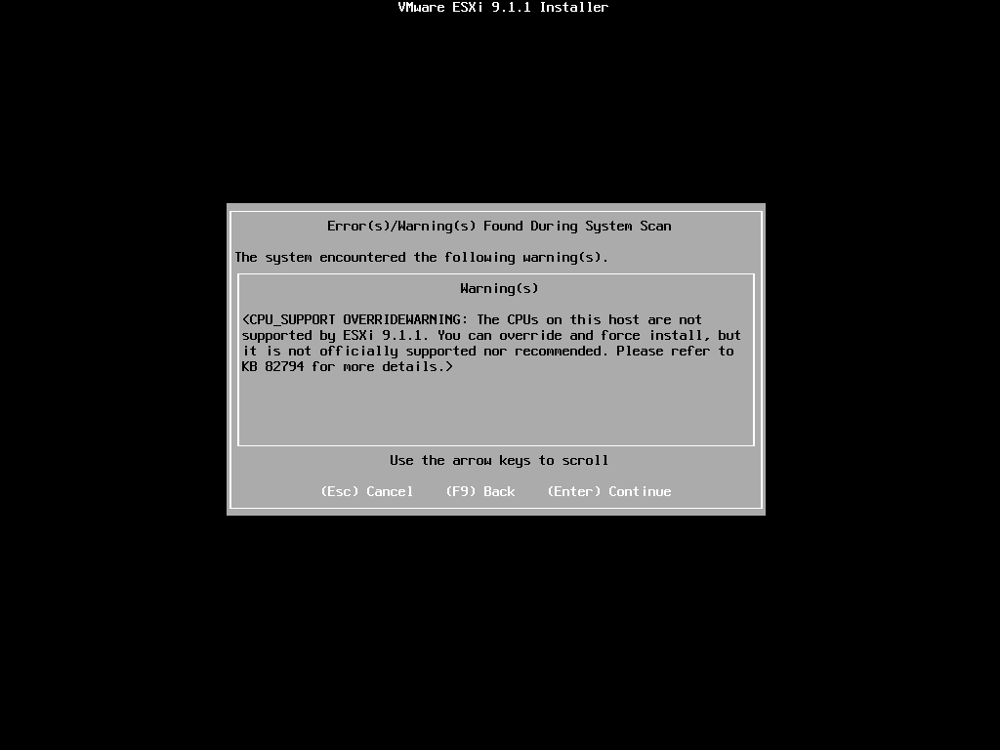 VMware ESXi 9.1.1 Installer
Error(s)/Warning(s) Found During System Scan
The system encountered the following warning(s).
Warning(s)
<CPU_SUPPORT OVERRIDEWARNING: The CPUs on this host are not
supported by ESXi 9.1.1. You can override and force install, but
it is not officially supported nor recommended. Please refer to
KB 82794 for more details.>
Use the arrow keys to scroll
(Esc) Cancel    (F9) Back    (Enter) Continue